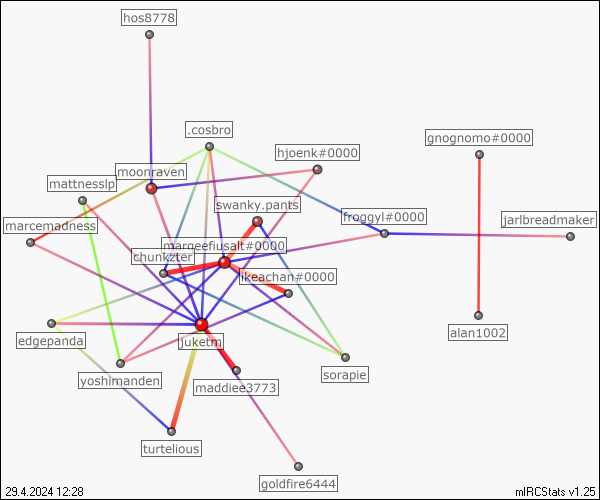 hos8778
.cosbro
gnognomo#0000
hjoenk#0000
moonraven
mattnesslp
swanky.pants
froggyl#0000
marcemadness
jarlbreadmaker
margeefiusalt#0000
chunkzter
ikeachan#0000
edgepanda
juketm
alan1002
yoshimanden
sorapie
maddiee3773
turtelious
goldfire6444
29.4.2024 12:28
mIRCStats v1.25